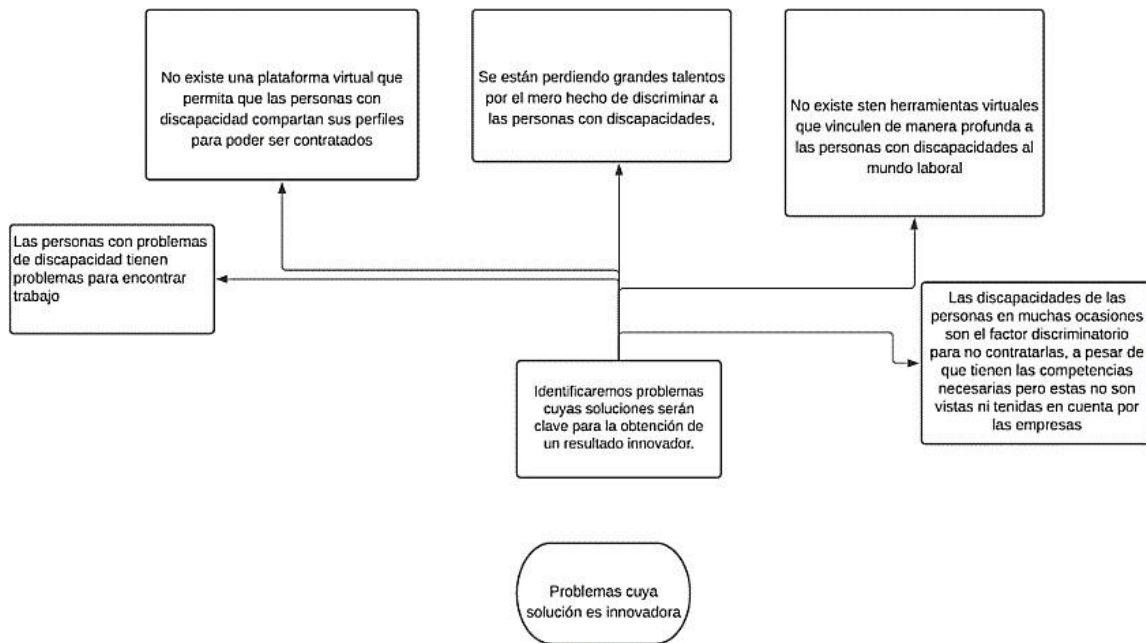 No existe una plataforma virtual que
permita que las personas con
discapacidad compartan sus perfiles
para poder ser contratados
Se están perdiendo grandes talentos
por el mero hecho de discriminar a
las personas con discapacidades,
No existe sten herramientas virtuales
que vinculen de manera profunda a
las personas con discapacidades al
mundo laboral
Las personas con problemas
de discapacidad tienen
problemas para encontrar
trabajo
Las discapacidades de las
personas en muchas ocasiones
son el factor discriminatorio
para no contratarlas, a pesar de
que tienen las competencias
necesarias pero estas no son
vistas ni tenidas en cuenta por
las empresas
Identificaremos problemas
cuyas soluciones serán
clave para la obtención de
un resultado innovador.
Problemas cuya
solución es innovadora